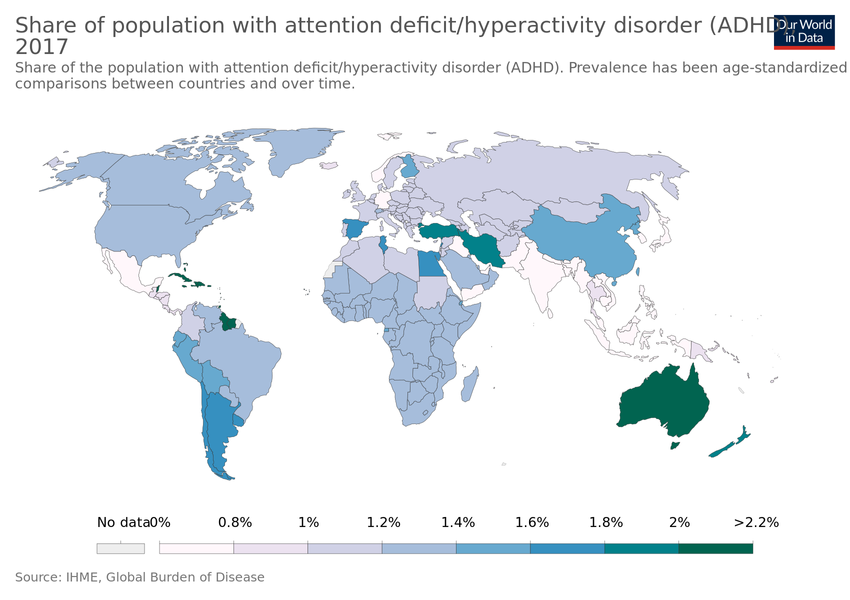 Share of population with attention deficit/hyperactivity disorder (ADHD),
2017
Our World
in Data
Share of the population with attention deficit/hyperactivity disorder (ADHD). Prevalence has been age-standardized
comparisons between countries and over time.
No data 0% 0.8% 1% 1.2% 1.4% 1.6% 1.8% 2% >2.2%
Source: IHME, Global Burden of Disease